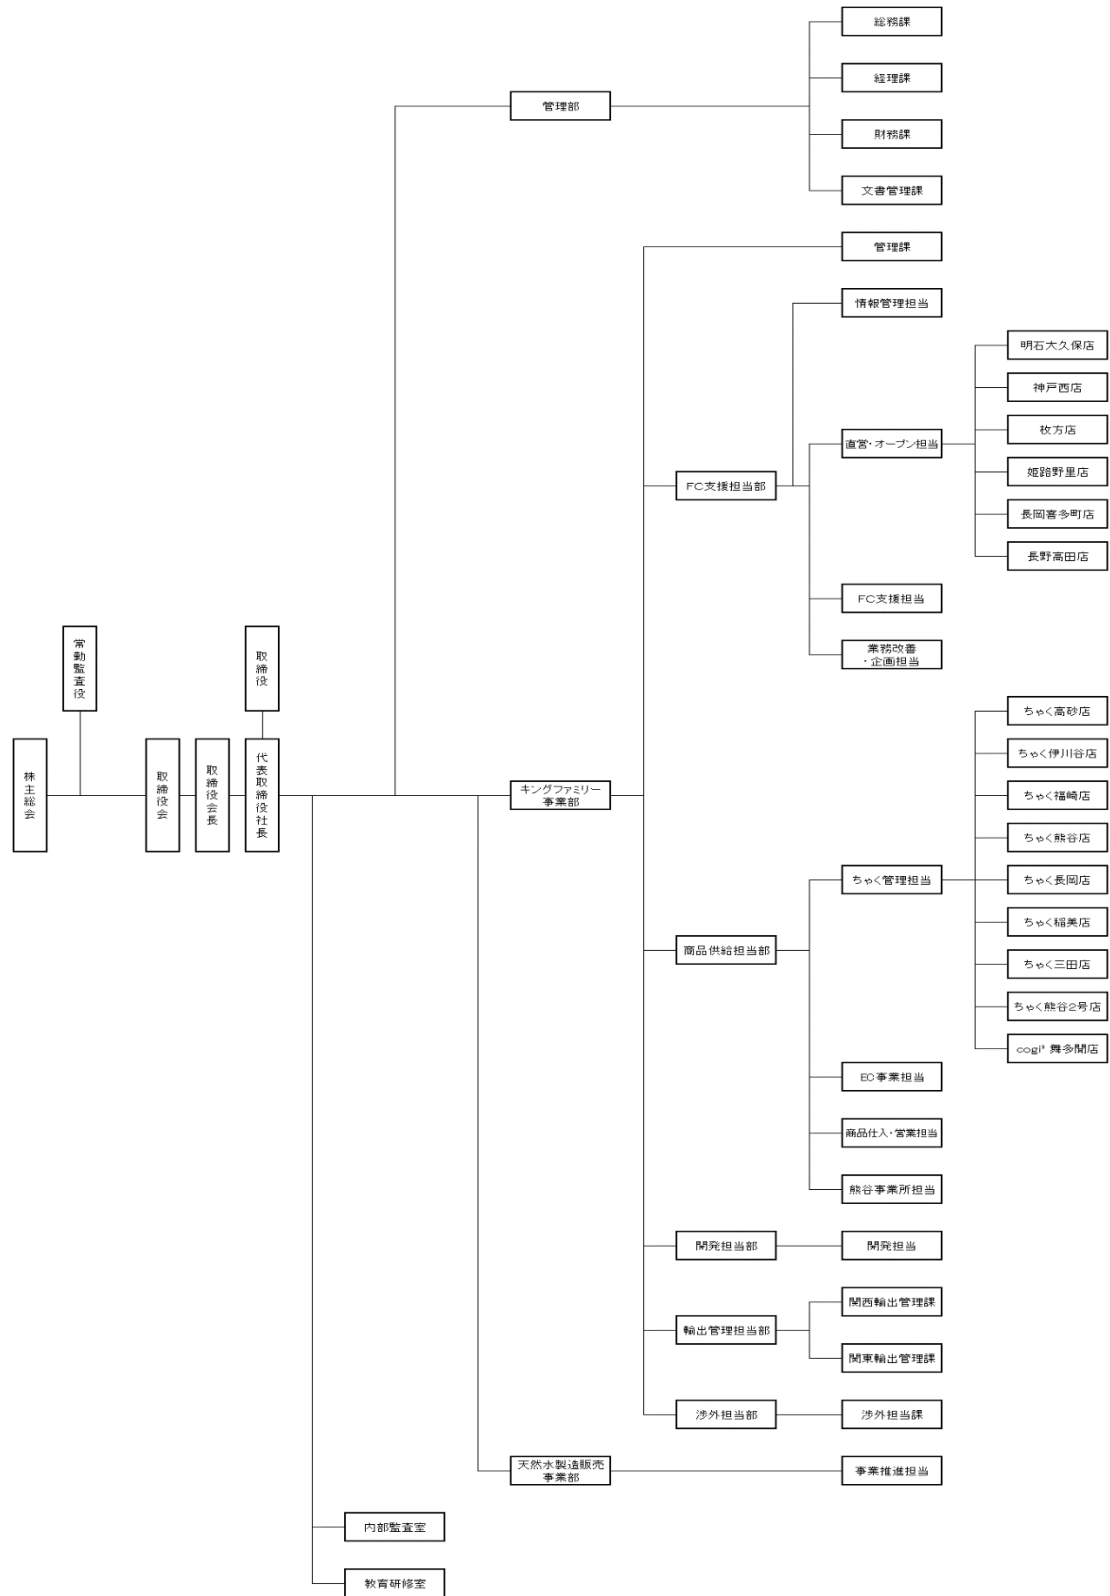 総務課
経理課
管理部
財務課
文書管理課
管理課
情報管理担当
明石大久保店
神戸西店
枚方店
直営・オープン担当
姫路野里店
FC支援担当部
長岡喜多町店
長野高田店
FC支援担当
業務改善
・企画担当
常勤監査役
取締役
株主総会
取締役会
取締役会長
代表取締役社長
キングファミリー
事業部
ちゃく高砂店
ちゃく伊川谷店
ちゃく福崎店
ちゃく熊谷店
ちゃく管理担当
ちゃく長岡店
ちゃく稲美店
商品供給担当部
ちゃく三田店
ちゃく熊谷2号店
cogi* 舞多聞店
EC事業担当
商品仕入・営業担当
熊谷事業所担当
開発担当部
開発担当
関西輸出管理課
輸出管理担当部
関東輸出管理課
渉外担当部
渉外担当課
天然水製造販売
事業部
事業推進担当
内部監査室
教育研修室